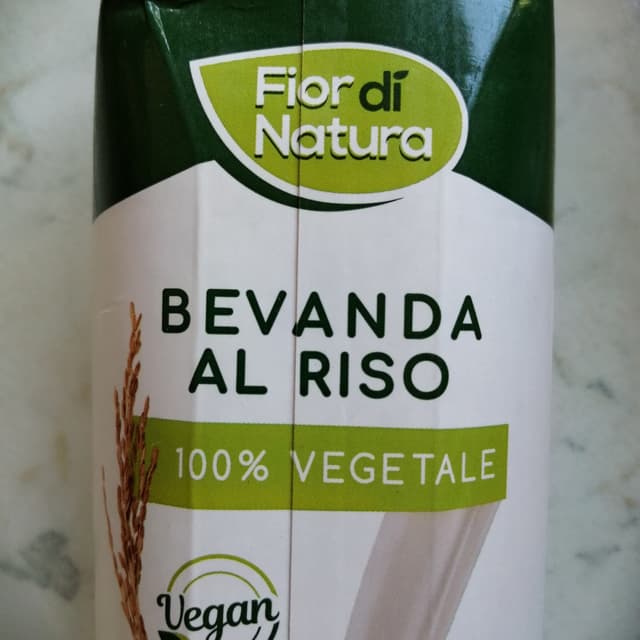 Fior di
Natura
BEVANDA
AL RISO
100% VEGETALE
Vegan